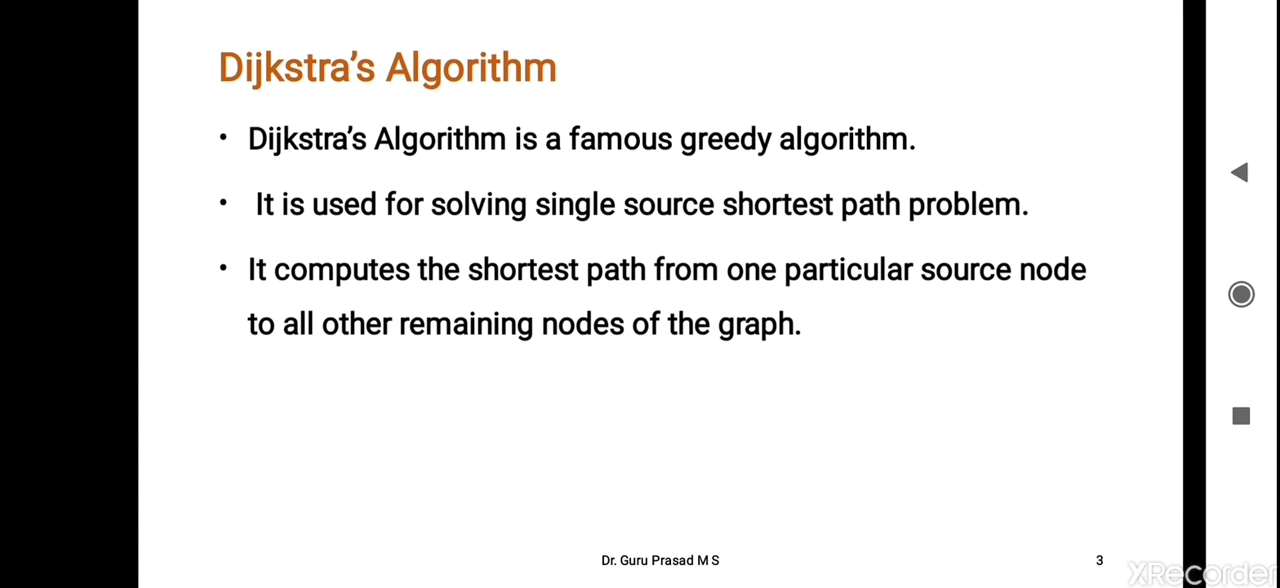 Dijkstra's Algorithm
• Dijkstra's Algorithm is a famous greedy algorithm.
• It is used for solving single source shortest path problem.
• It computes the shortest path from one particular source node
to all other remaining nodes of the graph.
Dr. Guru Prasad M S
3
XRecorder